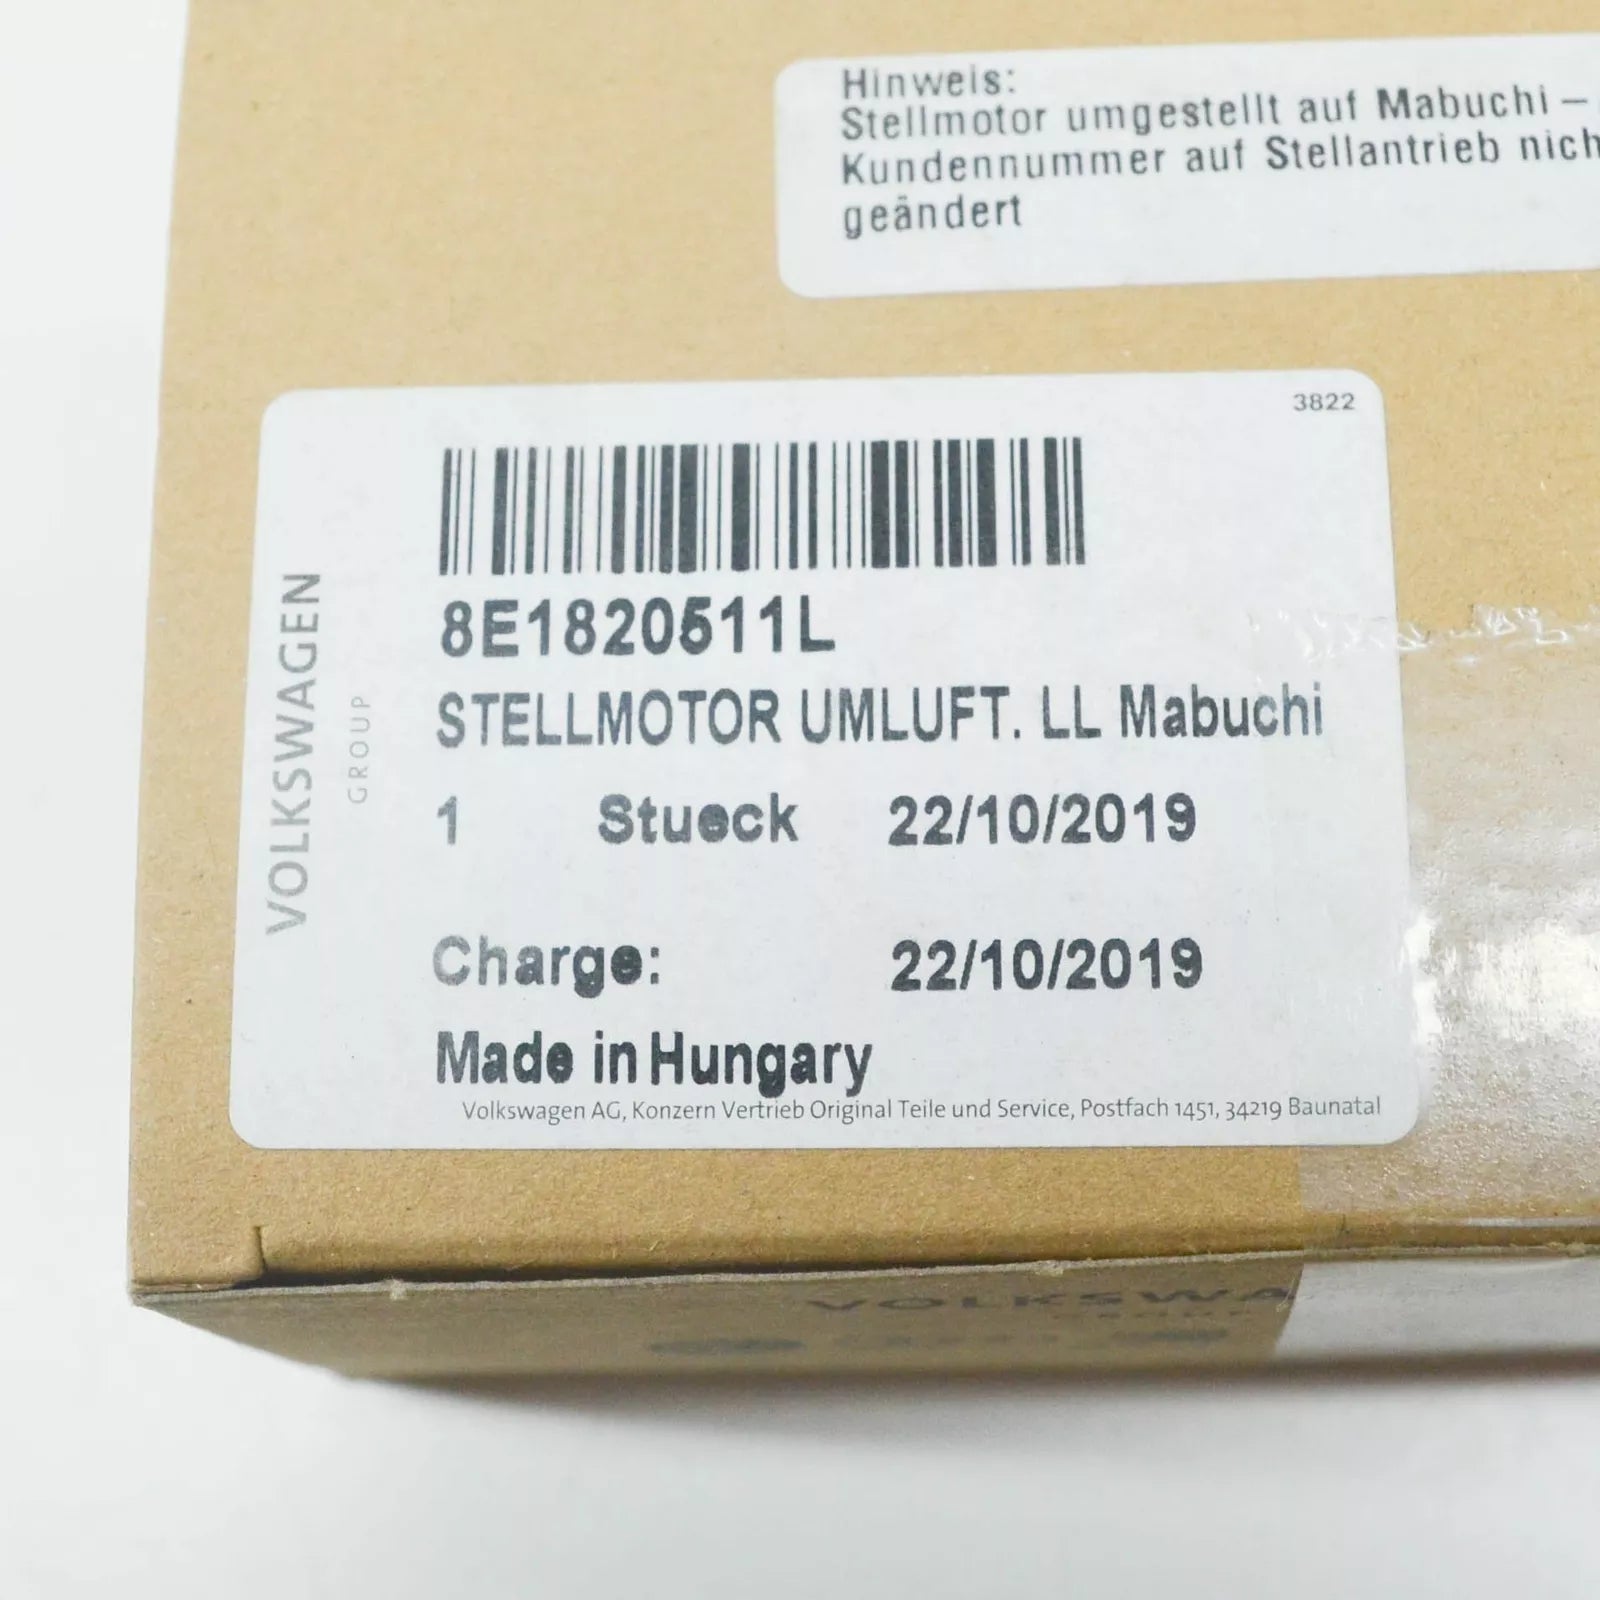 Hinweis:
Stellmotor umgestellt auf Mabuchi –
Kundennummer auf Stellantrieb nich
geändert
3822
VOLKSWAGEN
GROUP
8E1820511L
STELLMOTOR UMLUFT. LL Mabuchi
1 Stueck 22/10/2019
Charge: 22/10/2019
Made in Hungary
Volkswagen AG, Konzern Vertrieb Original Teile und Service, Postfach 1451, 34219 Baunatal
VOLKSWA